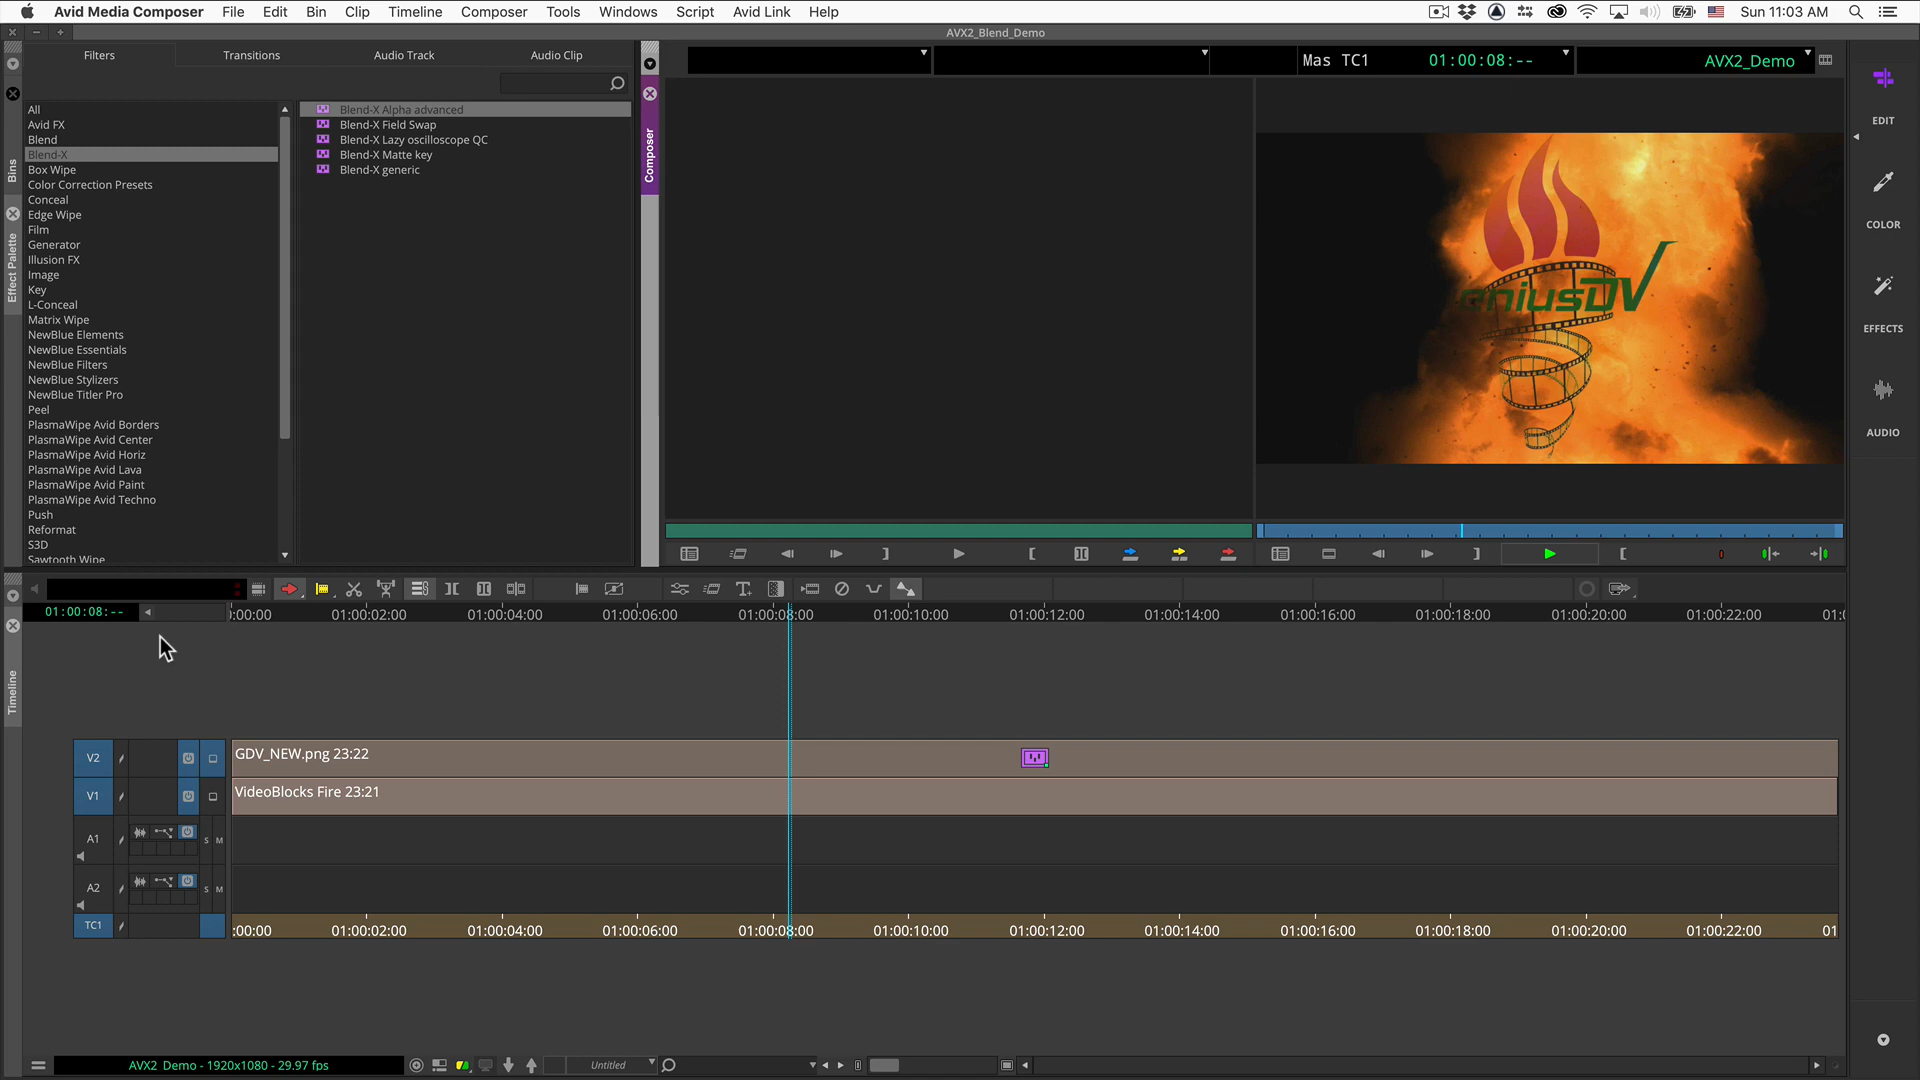 Avid Media Composer File Edit Bin Clip Timeline Composer Tools Windows Script Avid Link Help Sun 11:03 AM
AVX2_Blend_Demo
Filters Transitions Audio Track Audio Clip
Mas TC1 01:00:08:-- AVX2_Demo
All
Avid FX
Blend
Blend-X
Box Wipe
Color Correction Presets
Conceal
Edge Wipe
Film
Generator
Illusion FX
Image
Key
L-Conceal
Matrix Wipe
NewBlue Elements
NewBlue Essentials
NewBlue Filters
NewBlue Stylizers
NewBlue Titler Pro
Peel
PlasmaWipe Avid Borders
PlasmaWipe Avid Center
PlasmaWipe Avid Horiz
PlasmaWipe Avid Lava
PlasmaWipe Avid Paint
PlasmaWipe Avid Techno
Push
Reformat
S3D
Sawtooth Wipe
Blend-X Alpha advanced
Blend-X Field Swap
Blend-X Lazy oscilloscope QC
Blend-X Matte key
Blend-X generic
Bins
Effect Palette
Composer
eniusDV
EDIT
COLOR
EFFECTS
AUDIO
01:00:08:-- :00:00 01:00:02:00 01:00:04:00 01:00:06:00 01:00:08:00 01:00:10:00 01:00:12:00 01:00:14:00 01:00:16:00 01:00:18:00 01:00:20:00 01:00:22:00 01:
Timeline
V2 GDV_NEW.png 23:22
V1 VideoBlocks Fire 23:21
A1 S M
A2 S M
TC1 :00:00 01:00:02:00 01:00:04:00 01:00:06:00 01:00:08:00 01:00:10:00 01:00:12:00 01:00:14:00 01:00:16:00 01:00:18:00 01:00:20:00 01:00:22:00 01
AVX2_Demo - 1920x1080 - 29.97 fps Untitled